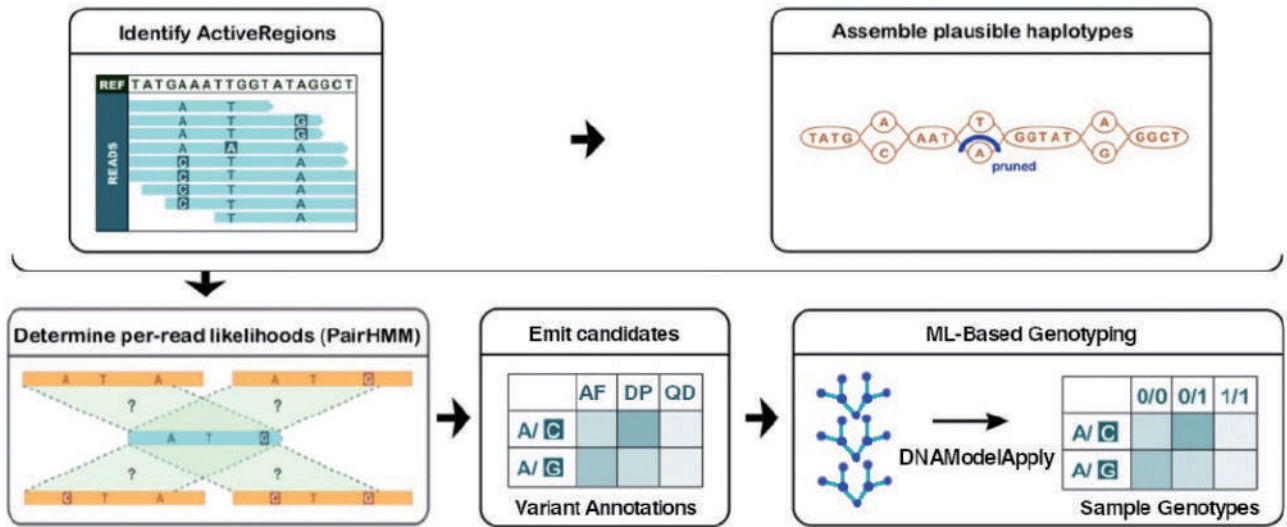 Identify ActiveRegions
REF TATGAAATTGGTATAGGCT
READS
A T
A T G
A T G
A A
C T A
C T A
C T A
C T A
T A
Assemble plausible haplotypes
TATG A C AAT T A GGTAT A G GGCT
pruned
Determine per-read likelihoods (PairHMM)
A T A A T G
? ?
A T G
? ?
C T A C T G
Emit candidates
AF DP QD
A/ C
A/ G
Variant Annotations
ML-Based Genotyping
DNAModelApply
0/0 0/1 1/1
A/ C
A/ G
Sample Genotypes